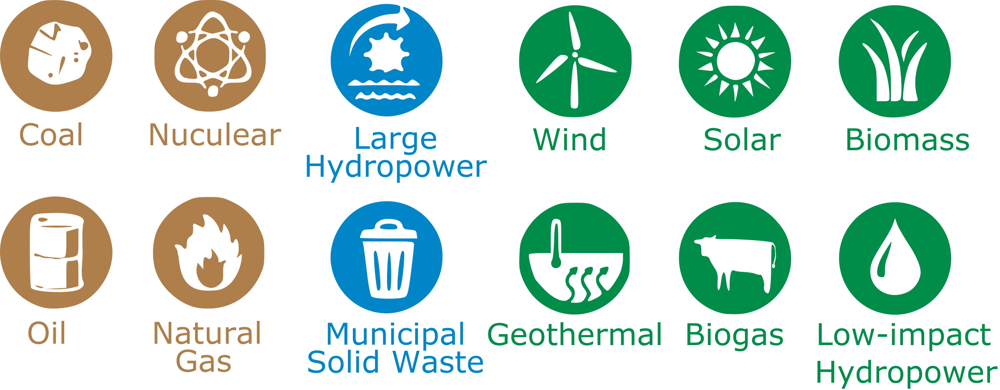 Coal
Nuculear
Large
Hydropower
Wind
Solar
Biomass
Oil
Natural
Gas
Municipal
Solid Waste
Geothermal
Biogas
Low-impact
Hydropower